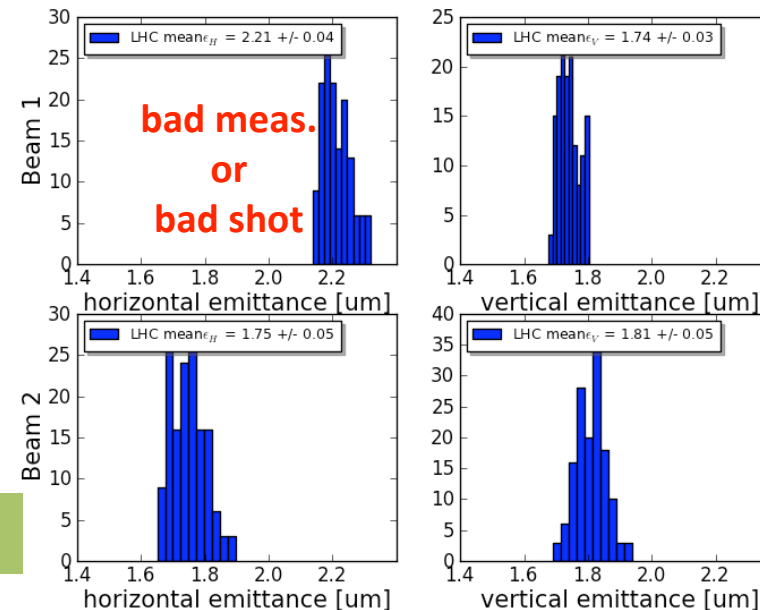 LHC meanϵH = 2.21 +/- 0.04
30
25
20
15
10
5
0
Beam 1
bad meas.
or
bad shot
1.4 1.6 1.8 2.0 2.2
horizontal emittance [um]
LHC meanϵV = 1.74 +/- 0.03
25
20
15
10
5
0
1.4 1.6 1.8 2.0 2.2
vertical emittance [um]
LHC meanϵH = 1.75 +/- 0.05
30
25
20
15
10
5
0
Beam 2
1.4 1.6 1.8 2.0 2.2
horizontal emittance [um]
LHC meanϵV = 1.81 +/- 0.05
40
35
30
25
20
15
10
5
0
1.4 1.6 1.8 2.0 2.2
vertical emittance [um]